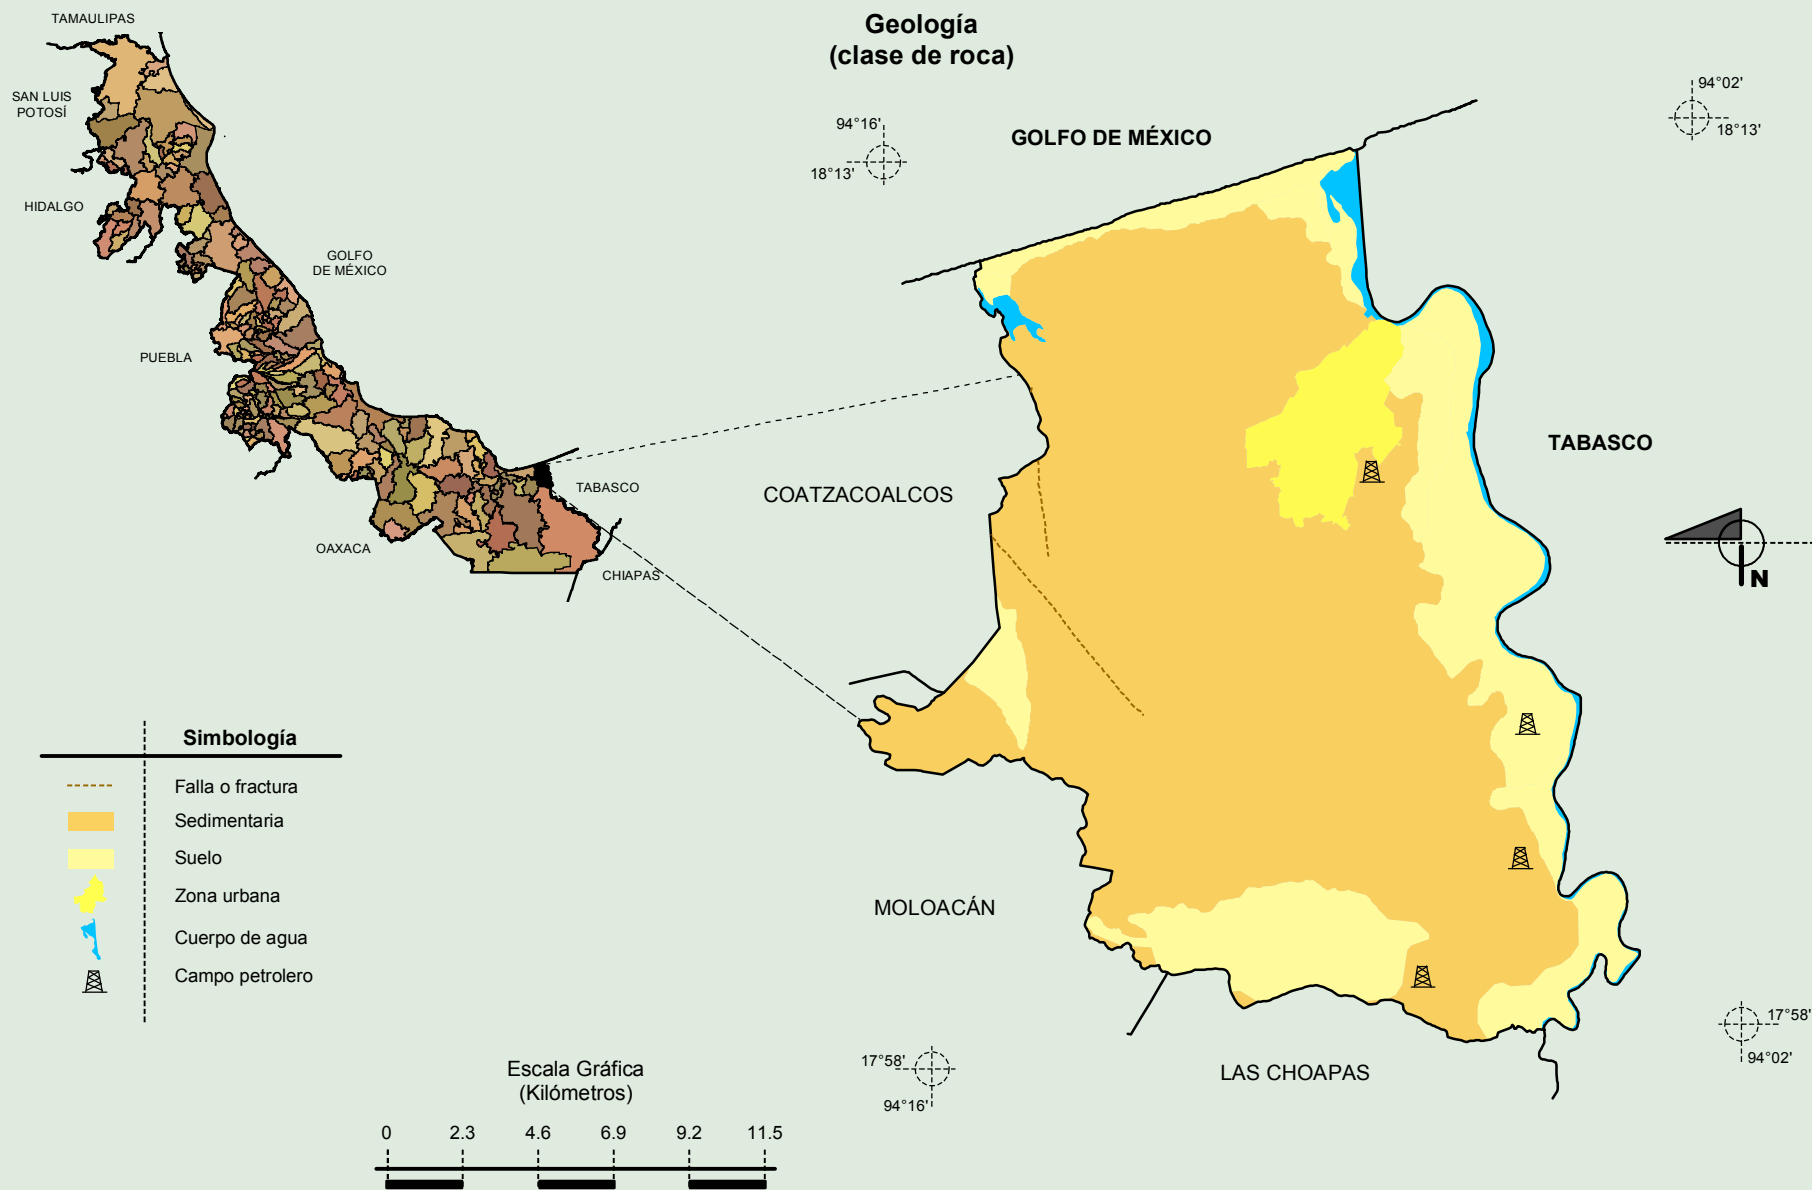 Geología
(clase de roca)
TAMAULIPAS
SAN LUIS
POTOSÍ
HIDALGO
GOLFO
DE MÉXICO
PUEBLA
TABASCO
OAXACA
CHIAPAS
94°16'
18°13'
GOLFO DE MÉXICO
94°02'
18°13'
COATZACOALCOS
TABASCO
N
MOLOACÁN
LAS CHOAPAS
17°58'
94°16'
17°58'
94°02'
Simbología
Falla o fractura
Sedimentaria
Suelo
Zona urbana
Cuerpo de agua
Campo petrolero
Escala Gráfica
(Kilómetros)
0 2.3 4.6 6.9 9.2 11.5